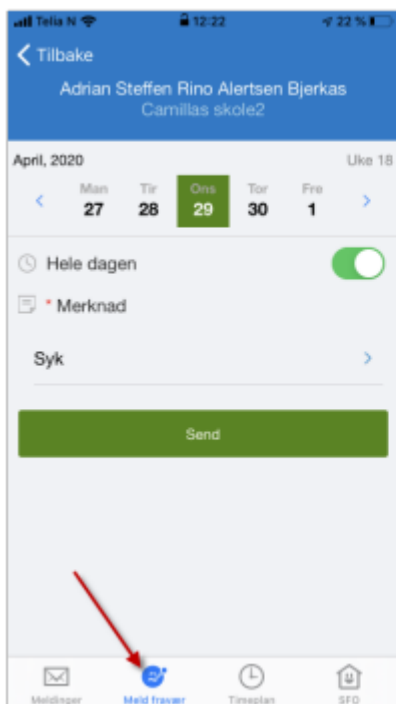 Telia N 12:22 22 %
Tilbake
Adrian Steffen Rino Alertsen Bjerkas
Camillas skole2
April, 2020 Uke 18
Man Tir Ons Tor Fre
27 28 29 30 1
Hele dagen
* Merknad
Syk
Send
Meldinger Meld fravær Timeplan SFO